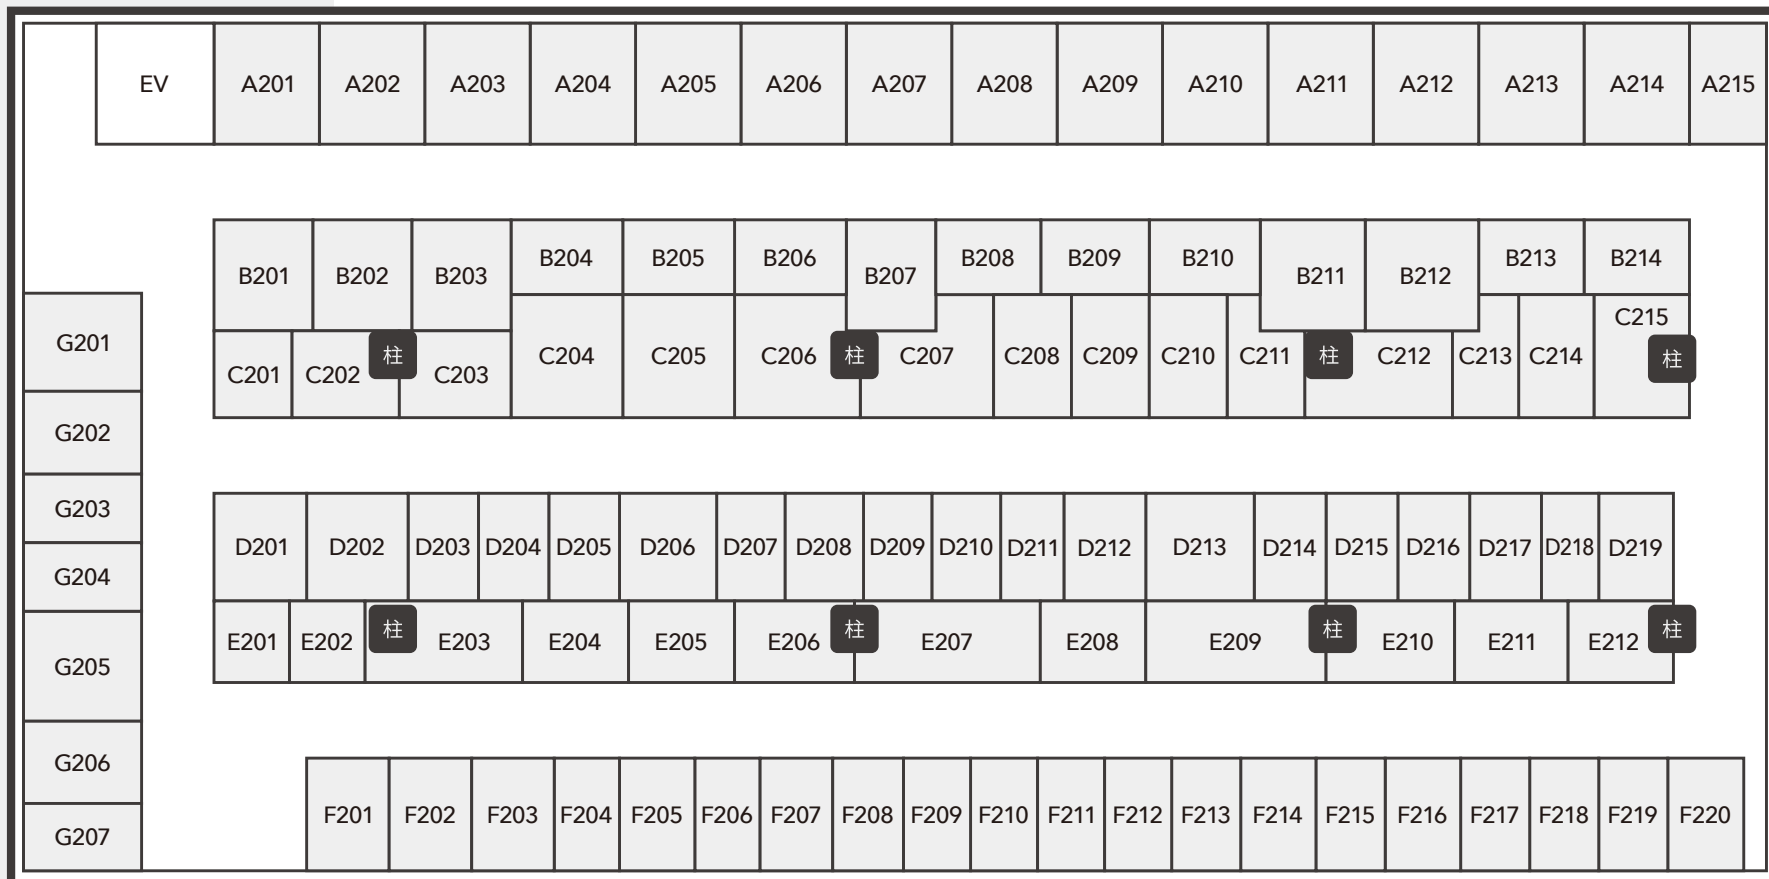 EV A201 A202 A203 A204 A205 A206 A207 A208 A209 A210 A211 A212 A213 A214 A215
B201 B202 B203 B204 B205 B206 B207 B208 B209 B210 B211 B212 B213 B214
C201 C202 柱 C203 C204 C205 C206 柱 C207 C208 C209 C210 C211 柱 C212 C213 C214 C215 柱
D201 D202 D203 D204 D205 D206 D207 D208 D209 D210 D211 D212 D213 D214 D215 D216 D217 D218 D219
E201 E202 柱 E203 E204 E205 E206 柱 E207 E208 E209 柱 E210 E211 E212 柱
F201 F202 F203 F204 F205 F206 F207 F208 F209 F210 F211 F212 F213 F214 F215 F216 F217 F218 F219 F220
G201
G202
G203
G204
G205
G206
G207